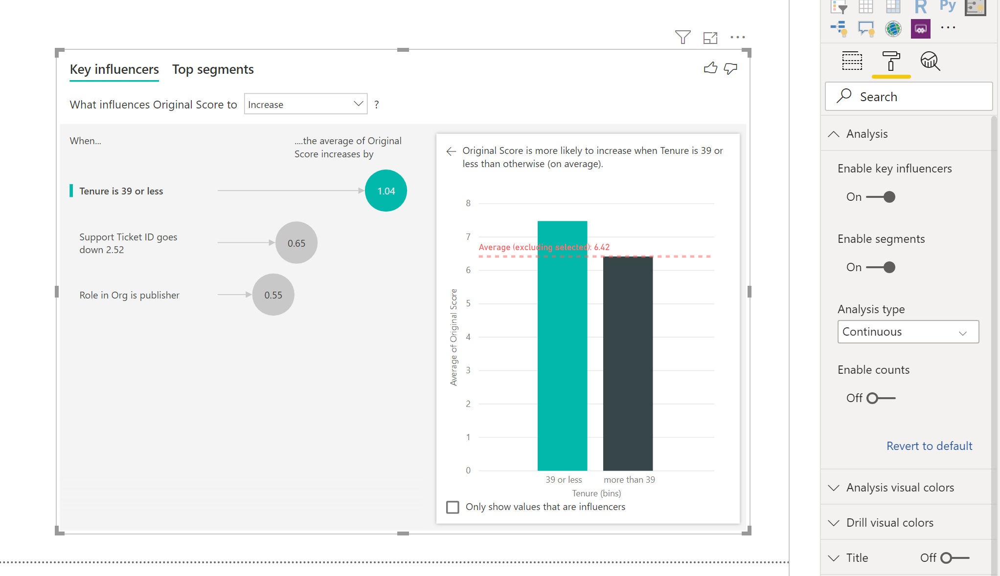 R Py
Key influencers Top segments
What influences Original Score to Increase ?
When...
....the average of Original
Score increases by
Tenure is 39 or less
1.04
Support Ticket ID goes
down 2.52
0.65
Role in Org is publisher
0.55
Original Score is more likely to increase when Tenure is 39 or
less than otherwise (on average).
8
7
Average (excluding selected): 6.42
6
5
4
3
2
1
0
Average of Original Score
39 or less more than 39
Tenure (bins)
Only show values that are influencers
Search
Analysis
Enable key influencers
On
Enable segments
On
Analysis type
Continuous
Enable counts
Off
Revert to default
Analysis visual colors
Drill visual colors
Title Off